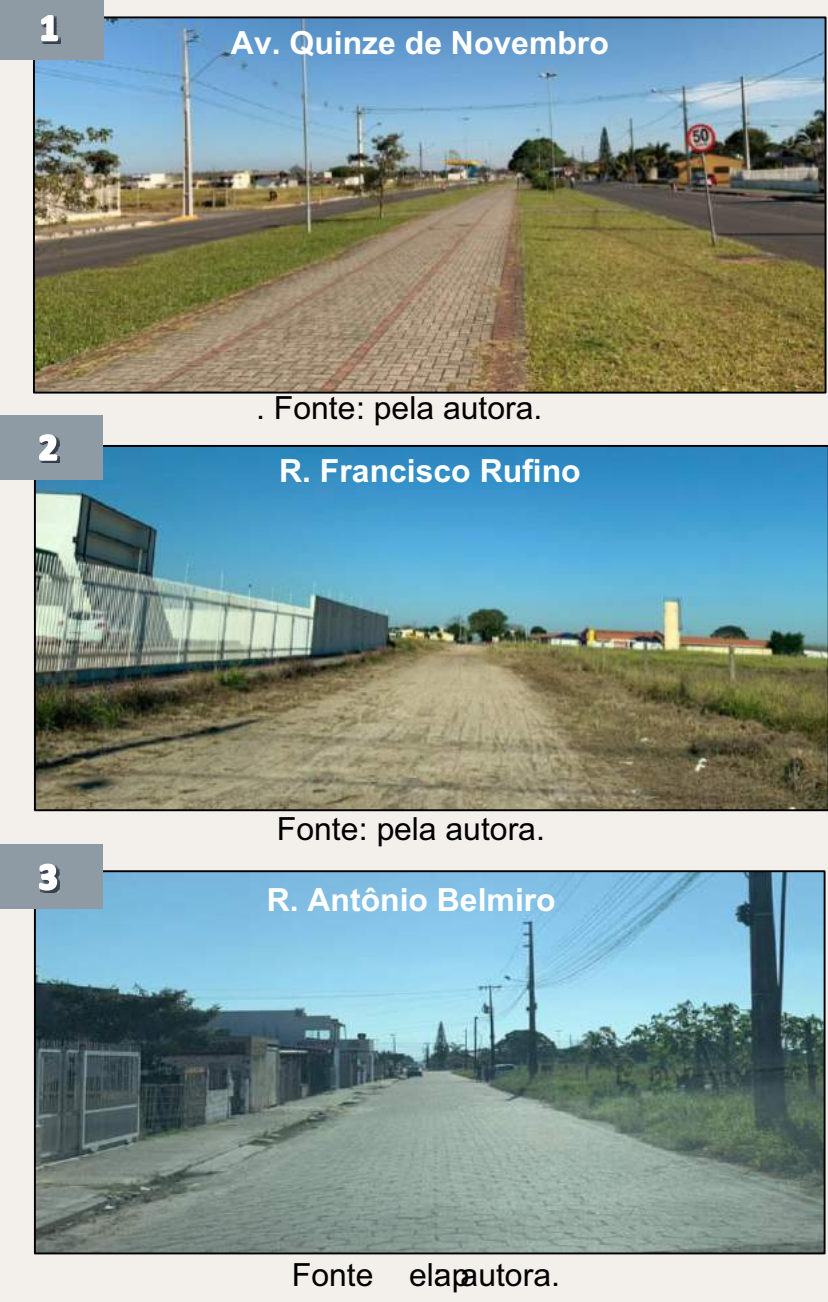 1
Av. Quinze de Novembro
50
. Fonte: pela autora.
2
R. Francisco Rufino
Fonte: pela autora.
3
R. Antônio Belmiro
Fonte elapautora.